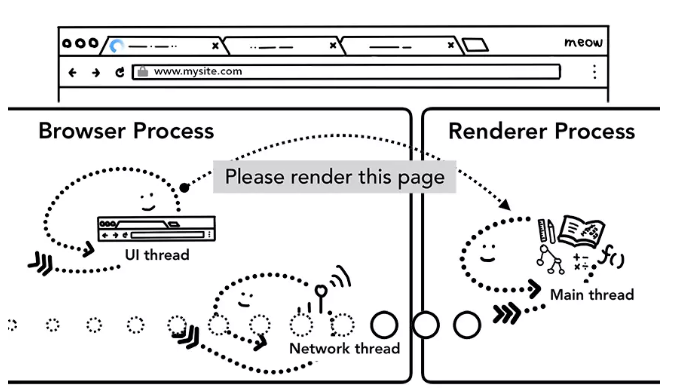 meow
www.mysite.com
Browser Process
Renderer Process
Please render this page
UI thread
f()
Main thread
Network thread